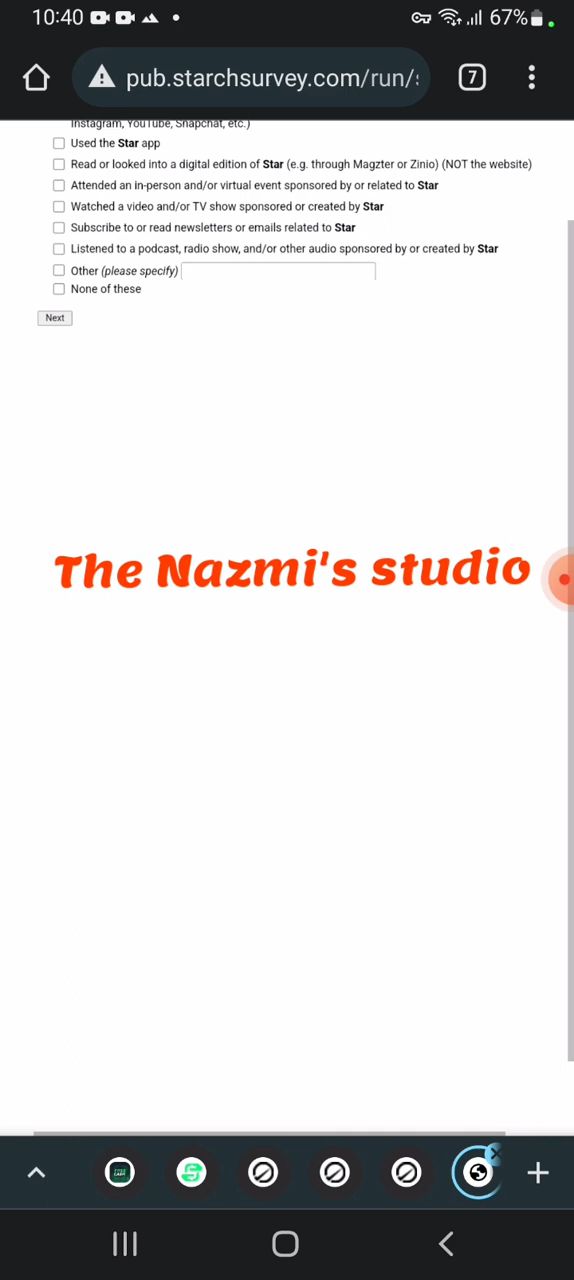 10:40
67%
pub.starchsurvey.com/run/
7
Instagram, YouTube, Snapchat, etc.)
Used the Star app
Read or looked into a digital edition of Star (e.g. through Magzter or Zinio) (NOT the website)
Attended an in-person and/or virtual event sponsored by or related to Star
Watched a video and/or TV show sponsored or created by Star
Subscribe to or read newsletters or emails related to Star
Listened to a podcast, radio show, and/or other audio sponsored by or created by Star
Other (please specify)
None of these
Next
The Nazmi's studio